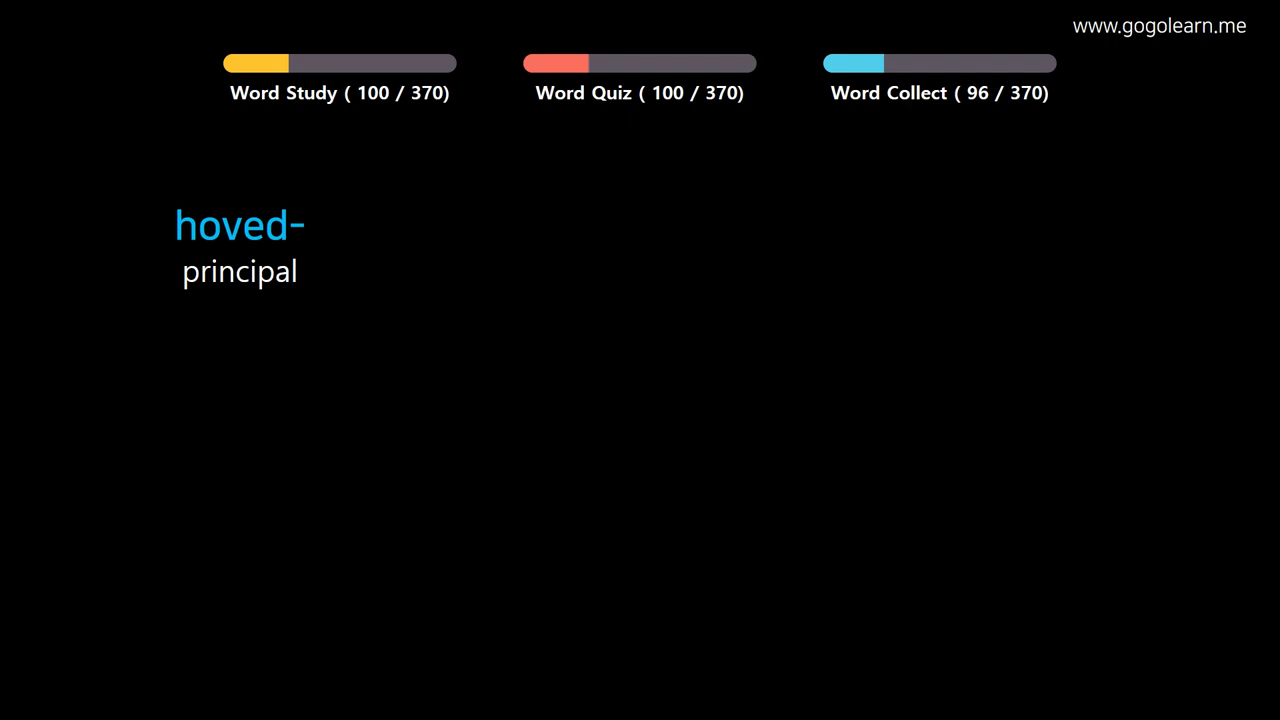 www.gogolearn.me
Word Study ( 100 / 370)
Word Quiz ( 100 / 370)
Word Collect ( 96 / 370)
hoved-
principal